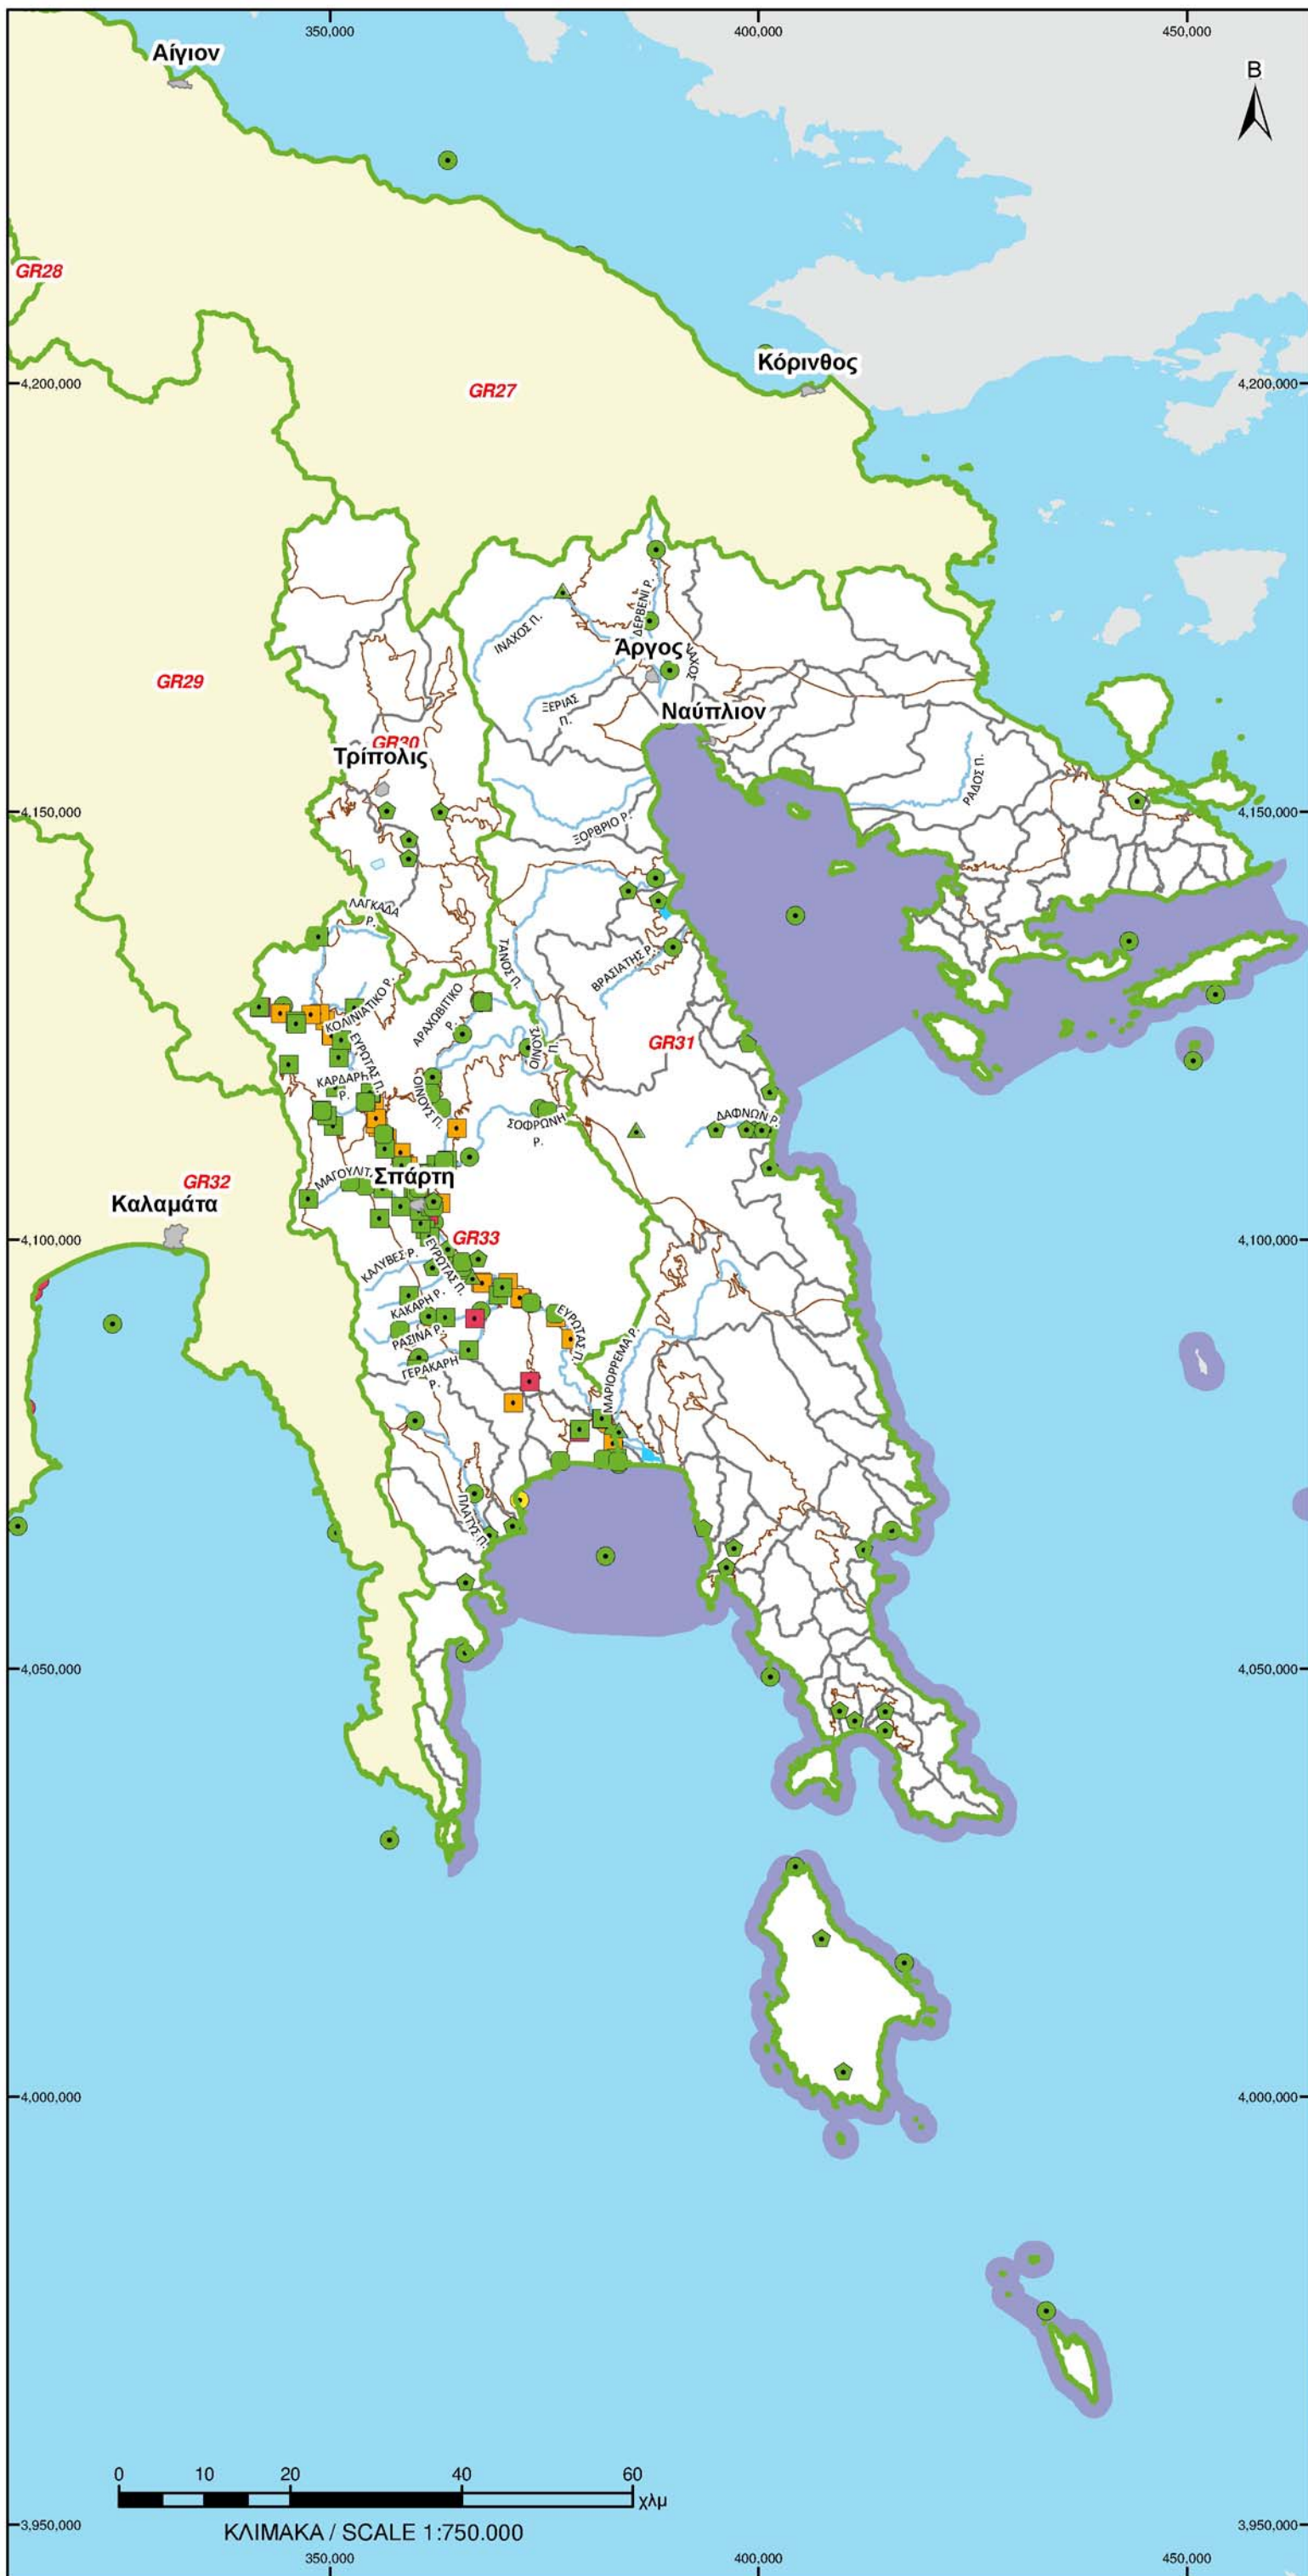 350,000
400,000
450,000
Αίγιον
B
GR28
Κόρινθος
4,200,000
4,200,000
GR27
ΔΕΡΒΕΝΙ Ρ.
ΙΝΑΧΟΣ Π.
Άργος
GR29
ΞΕΡΙΑΣ
Π.
Ναύπλιον
GR30
Τρίπολις
ΡΑΔΟΣ Π.
4,150,000
4,150,000
ΞΟΡΒΡΙΟ Ρ.
ΛΑΓΚΑΔΑ
Ρ.
ΤΑΝΟΣ Π.
ΒΡΑΣΙΑΤΗΣ Ρ.
ΚΟΛΙΝΙΑΤΙΚΟ Ρ.
ΑΡΑΧΩΒΙΤΙΚΟ
Ρ.
GR31
ΕΥΡΩΤΑΣ Π.
ΚΑΡΔΑΡΗ
Ρ.
ΟΙΝΟΥΣ Π.
ΣΟΦΡΩΝΗ
Ρ.
ΔΑΦΝΩΝ Ρ.
GR32
Καλαμάτα
Σπάρτη
4,100,000
4,100,000
GR33
ΚΑΛΥΒΕΣ Ρ.
ΕΥΡΩΤΑΣ Π.
ΚΑΚΑΡΗ Ρ.
ΡΑΣΙΝΑ Ρ.
ΕΥΡΩΤΑΣ Π.
ΓΕΡΑΚΑΡΗ
Ρ.
ΜΑΡΙΟΡΡΕΜΑ Ρ.
ΠΛΑΤΥΣ Π.
4,050,000
4,050,000
4,000,000
4,000,000
0 10 20 40 60
χλμ
ΚΛΙΜΑΚΑ / SCALE 1:750.000
3,950,000
3,950,000
350,000
400,000
450,000